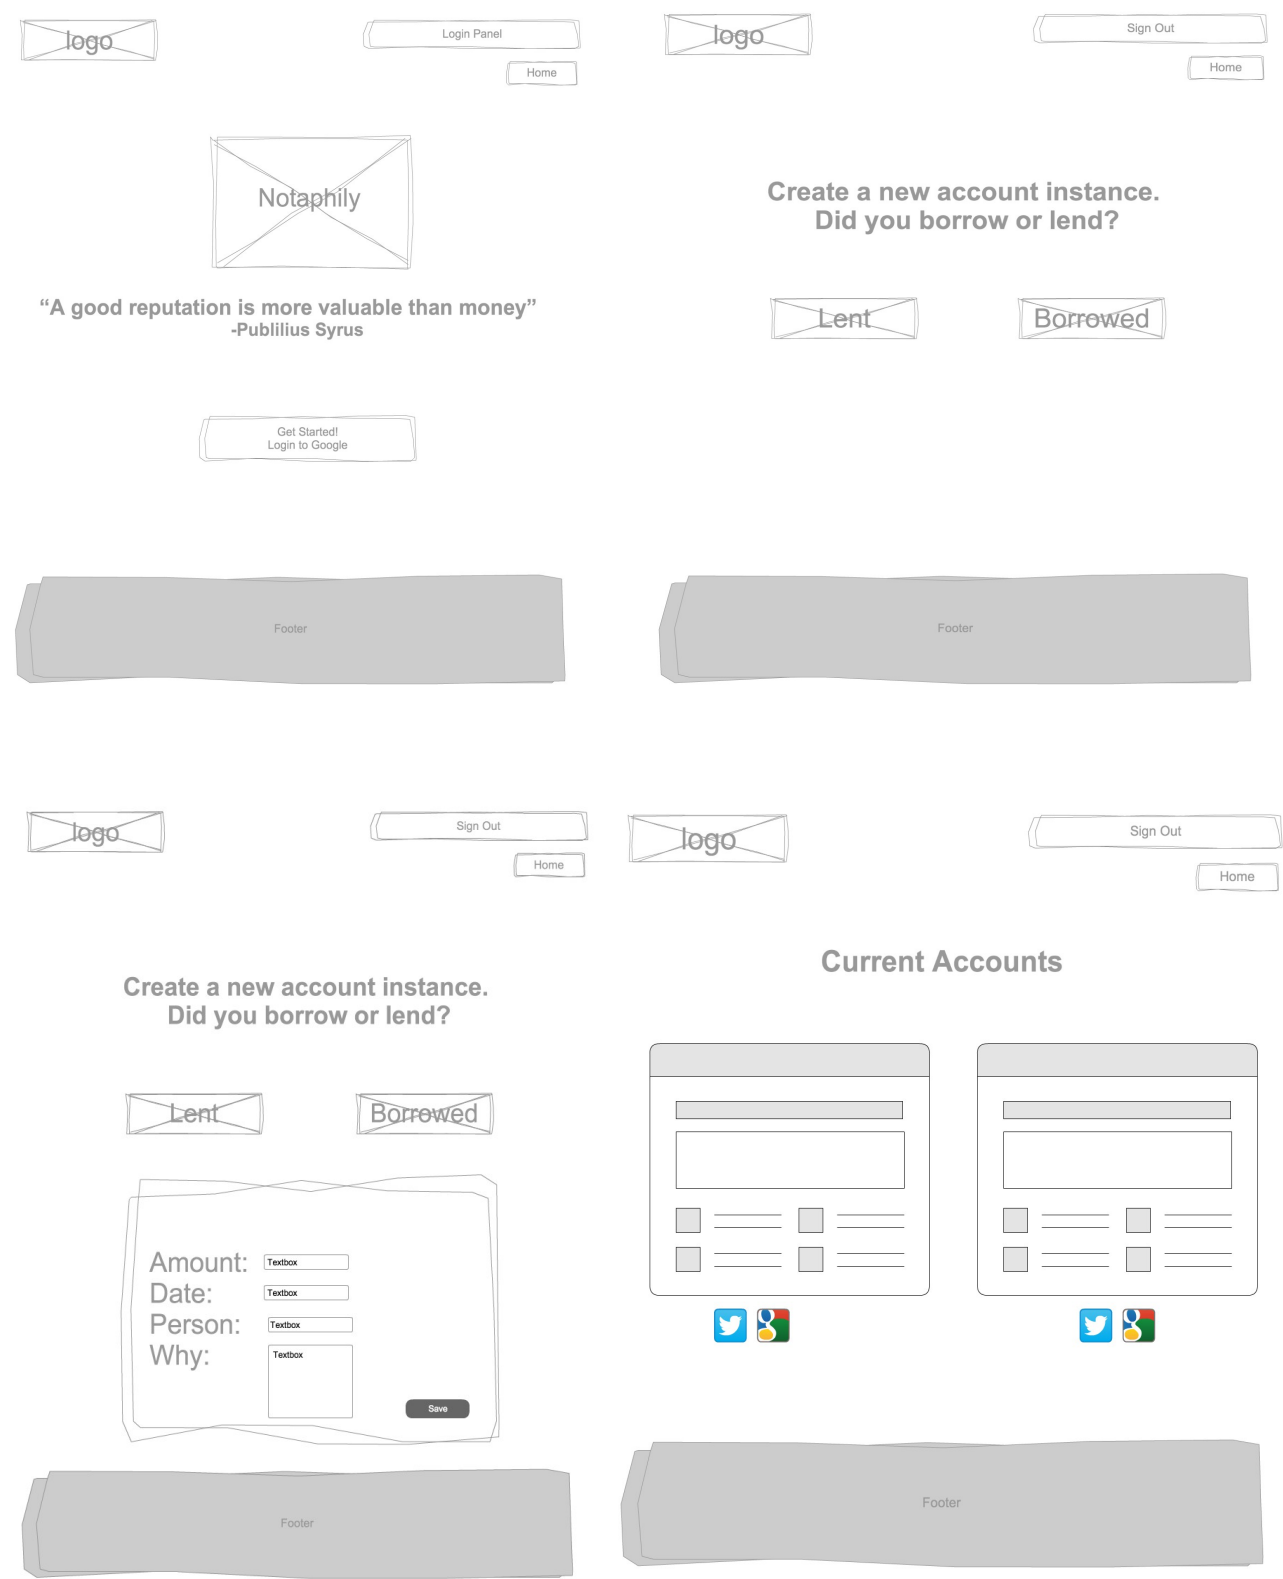 logo
Login Panel
Home
Notaphily
“A good reputation is more valuable than money”
-Publilius Syrus
Get Started!
Login to Google
Footer
logo
Sign Out
Home
Create a new account instance.
Did you borrow or lend?
Lent
Borrowed
Footer
logo
Sign Out
Home
Create a new account instance.
Did you borrow or lend?
Lent
Borrowed
Amount:
Textbox
Date:
Textbox
Person:
Textbox
Why:
Textbox
Save
Footer
logo
Sign Out
Home
Current Accounts
Footer